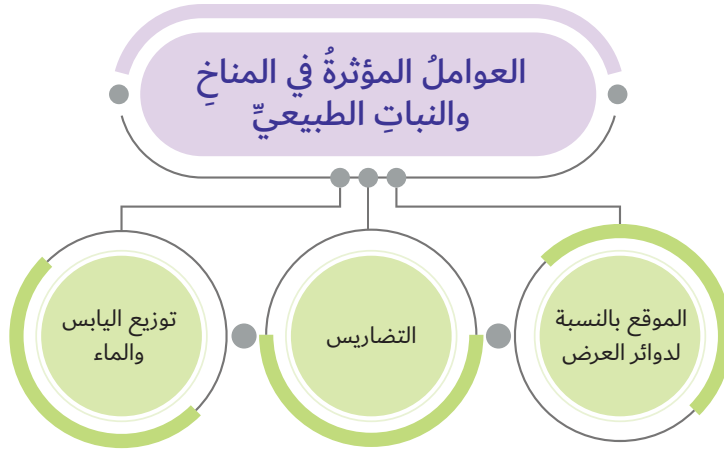 العواملُ المؤثرةُ في المناخِ
والنباتِ الطبيعيِّ
الموقع بالنسبة
لدوائر العرض
التضاريس
توزيع اليابس
والماء